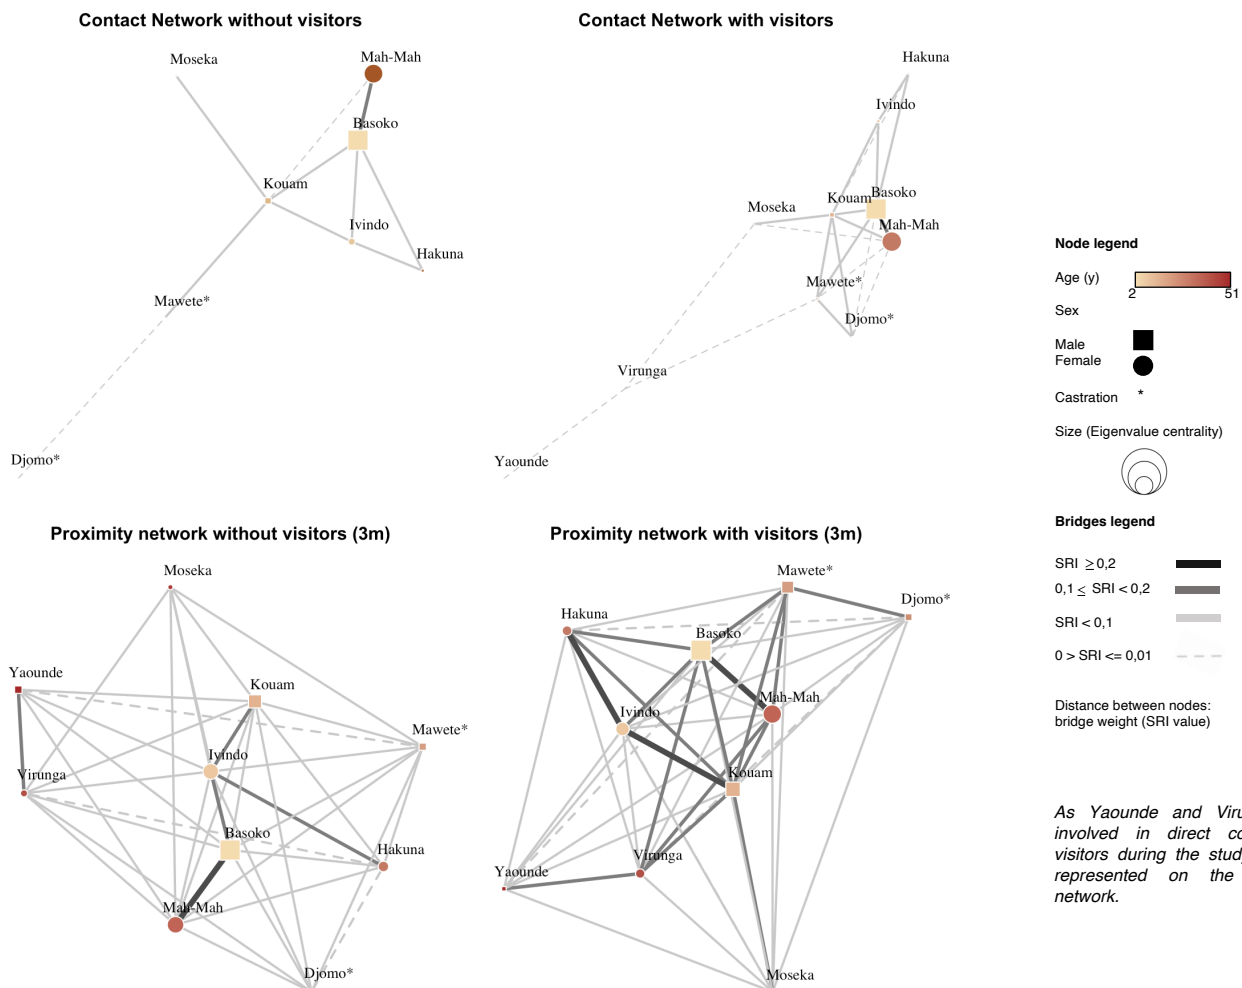 Contact Network without visitors
Moseka
Mah-Mah
Basoko
Kouam
Ivindo
Hakuna
Mawete*
Djomo*
Contact Network with visitors
Hakuna
Ivindo
Basoko
Kouam
Moseka
Mah-Mah
Mawete*
Djomo*
Virunga
Yaounde
Proximity network without visitors (3m)
Moseka
Yaounde
Kouam
Mawete*
Ivindo
Virunga
Basoko
Hakuna
Mah-Mah
Djomo*
Proximity network with visitors (3m)
Mawete*
Djomo*
Hakuna
Basoko
Mah-Mah
Ivindo
Kouam
Virunga
Yaounde
Moseka
Node legend
Age (y)
2 51
Sex
Male
Female
Castration *
Size (Eigenvalue centrality)
Bridges legend
SRI ≥ 0,2
0,1 ≤ SRI < 0,2
SRI < 0,1
0 > SRI <= 0,01
Distance between nodes:
bridge weight (SRI value)
As Yaounde and Viru
involved in direct co
visitors during the study
represented on the
network.